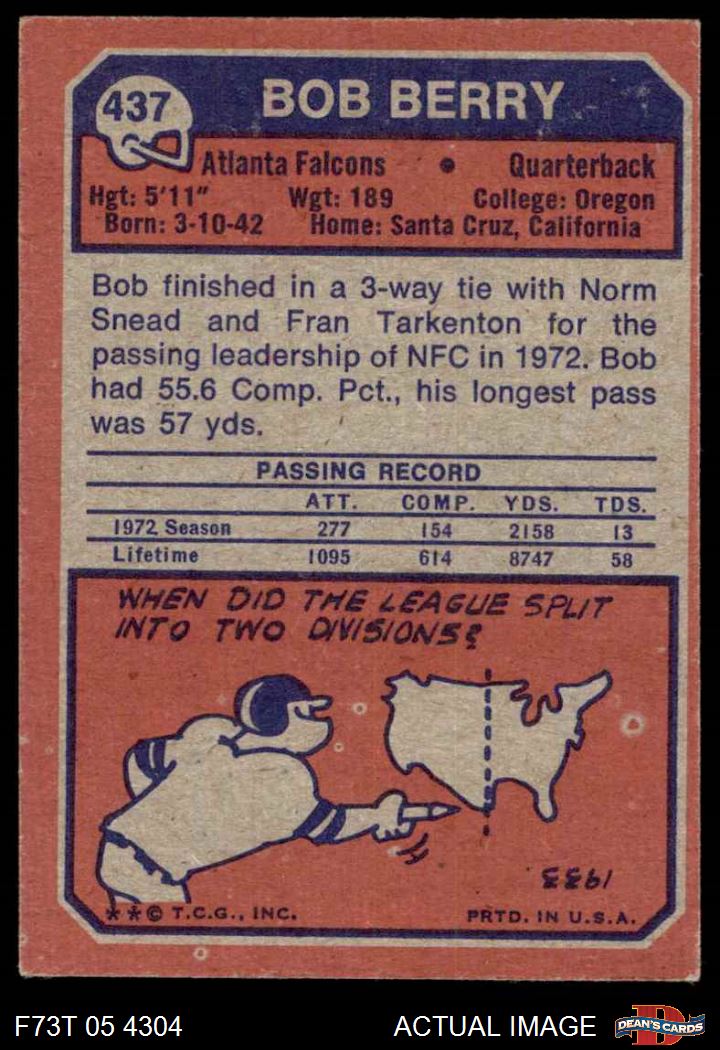 437
BOB BERRY
Atlanta Falcons • Quarterback
Hgt: 5'11" Wgt: 189 College: Oregon
Born: 3-10-42 Home: Santa Cruz, California
Bob finished in a 3-way tie with Norm
Snead and Fran Tarkenton for the
passing leadership of NFC in 1972. Bob
had 55.6 Comp. Pct., his longest pass
was 57 yds.
PASSING RECORD
ATT. COMP. YDS. TDS.
1972 Season 277 154 2158 13
Lifetime 1095 614 8747 58
WHEN DID THE LEAGUE SPLIT
INTO TWO DIVISIONS?
1933
**© T.C.G., INC. PRTD. IN U.S.A.
F73T 05 4304 ACTUAL IMAGE D DEAN'S CARDS